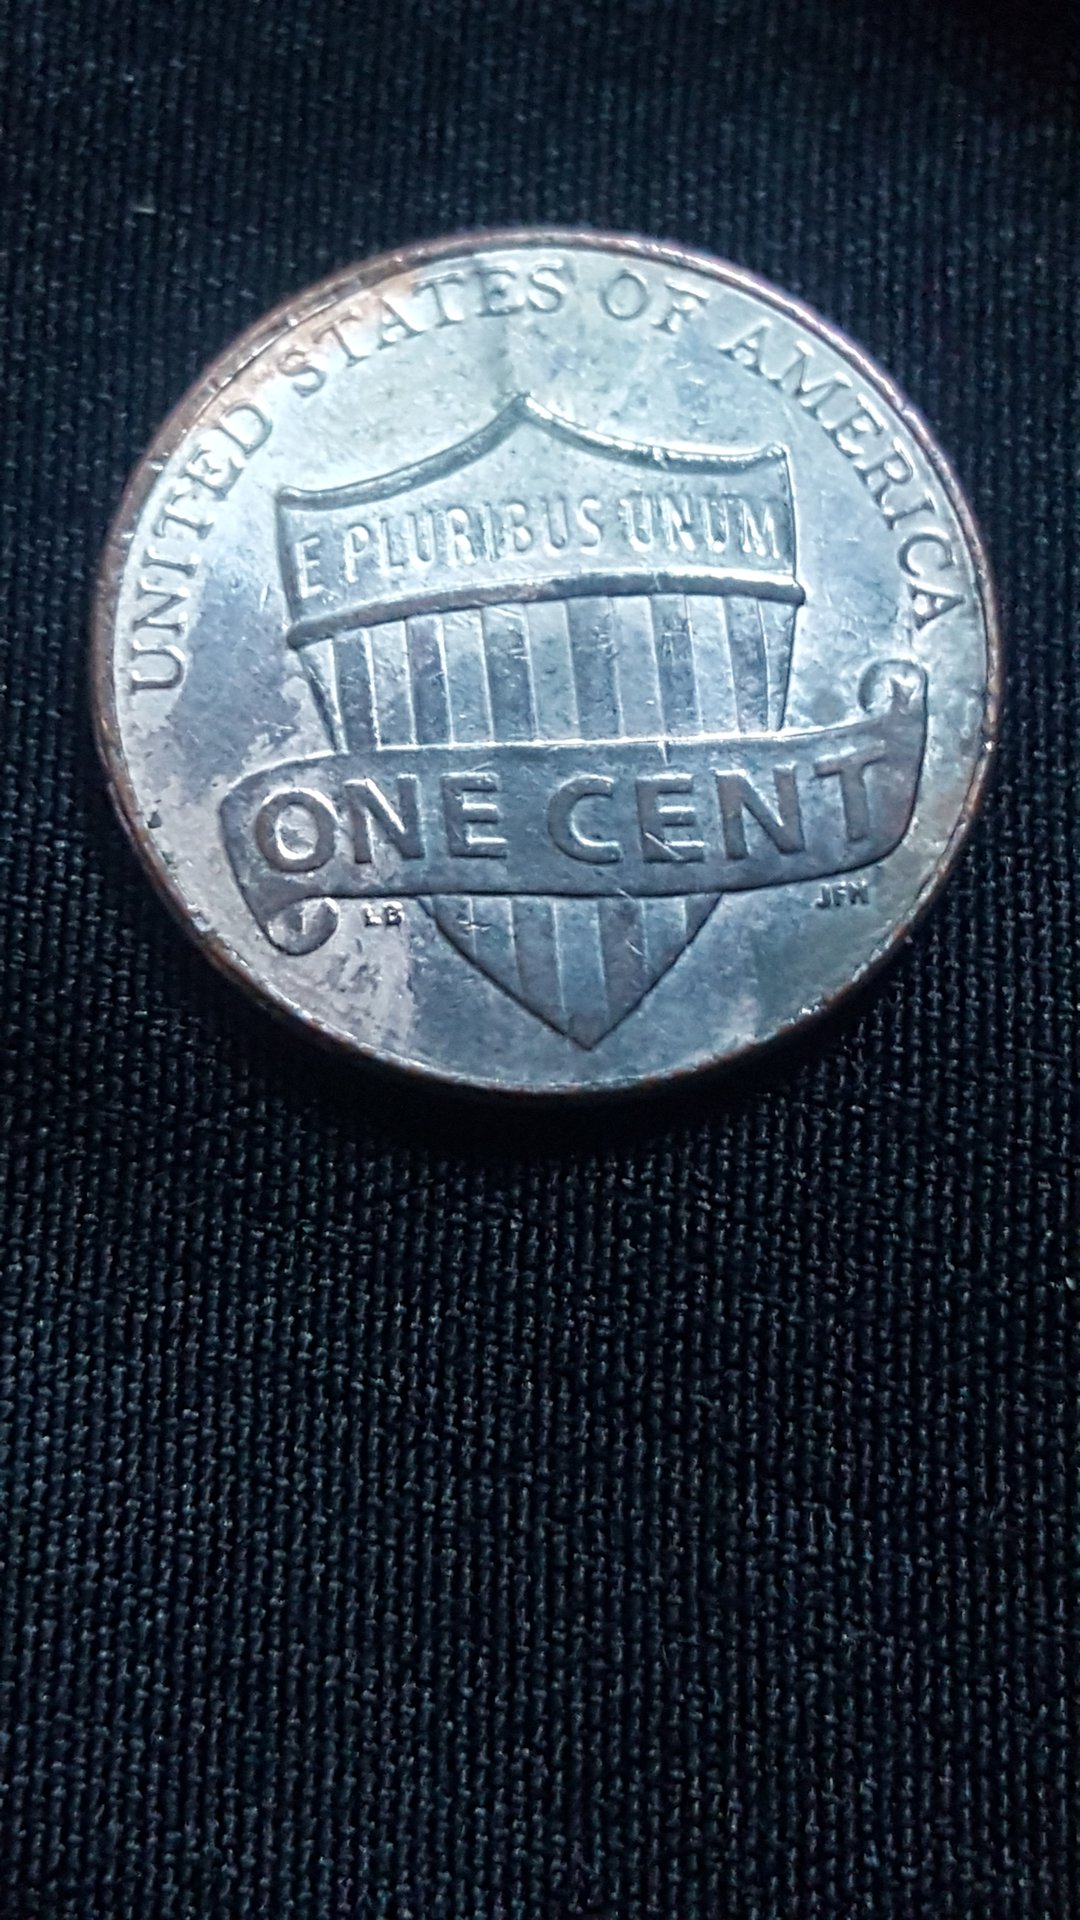 UNITED STATES OF AMERICA
E PLURIBUS UNUM
ONE CENT
LB
JFM